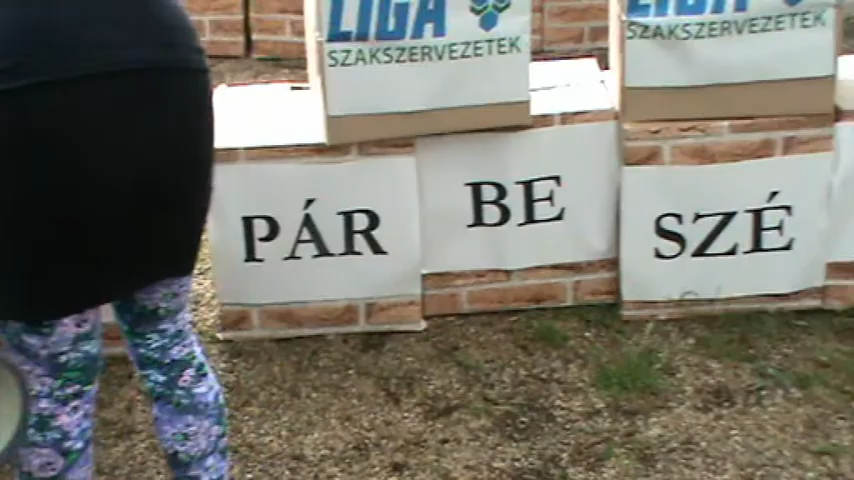 LIGA
SZAKSZERVEZETEK
LIGA
SZAKSZERVEZETEK
PÁR BE SZÉ